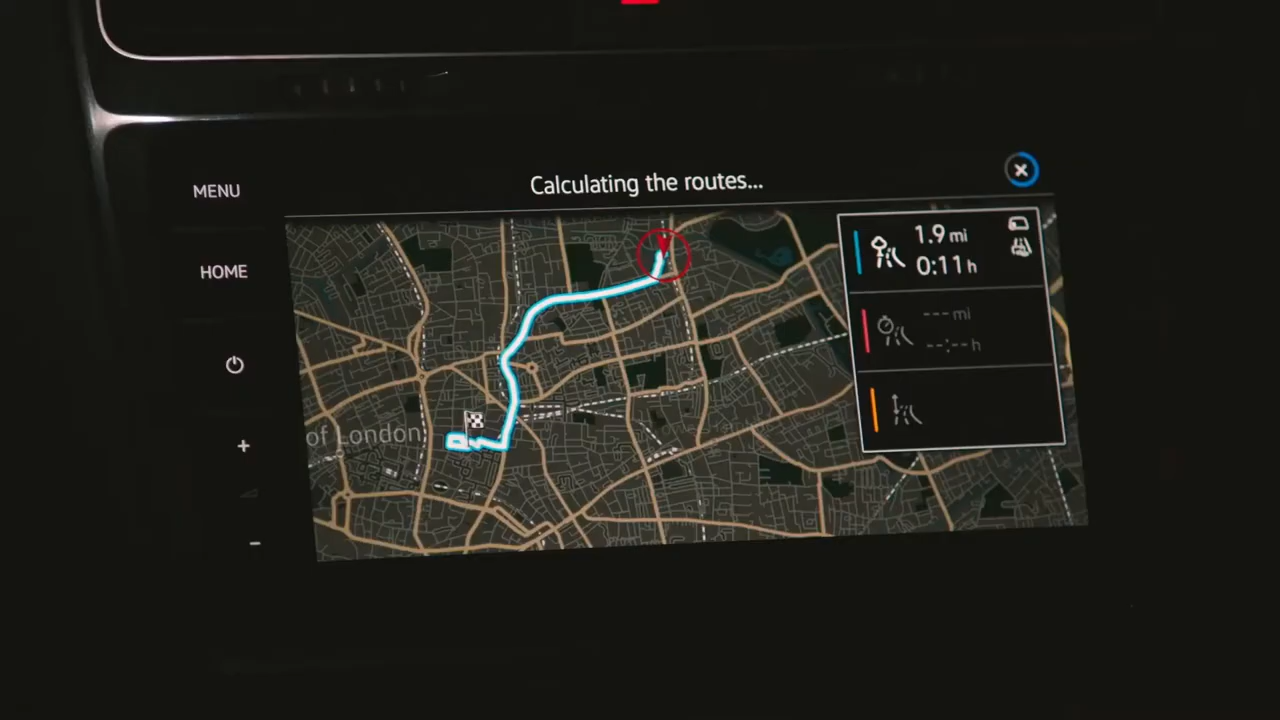 Calculating the routes...
MENU
HOME
+
-
of London
1.9 mi
0:11 h
--- mi
--:-- h